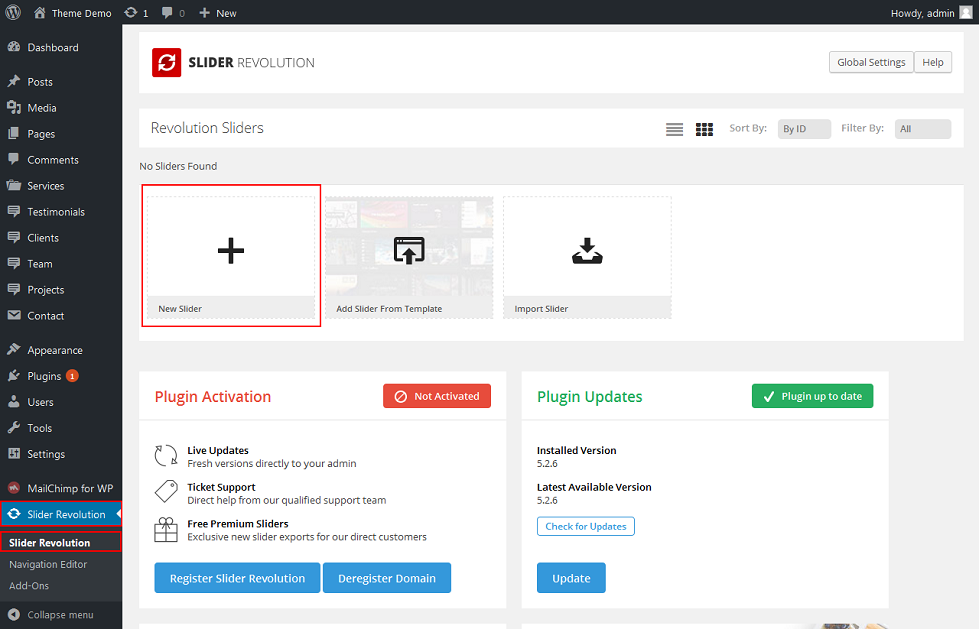 Theme Demo 1 0 New Howdy, admin
Dashboard
Posts
Media
Pages
Comments
Services
Testimonials
Clients
Team
Projects
Contact
Appearance
Plugins 1
Users
Tools
Settings
MailChimp for WP
Slider Revolution
Slider Revolution
Navigation Editor
Add-Ons
Collapse menu
SLIDER REVOLUTION
Global Settings Help
Revolution Sliders
Sort By: By ID Filter By: All
No Sliders Found
New Slider
Add Slider From Template
Import Slider
Plugin Activation
Not Activated
Live Updates
Fresh versions directly to your admin
Ticket Support
Direct help from our qualified support team
Free Premium Sliders
Exclusive new slider exports for our direct customers
Register Slider Revolution
Deregister Domain
Plugin Updates
Plugin up to date
Installed Version
5.2.6
Latest Available Version
5.2.6
Check for Updates
Update